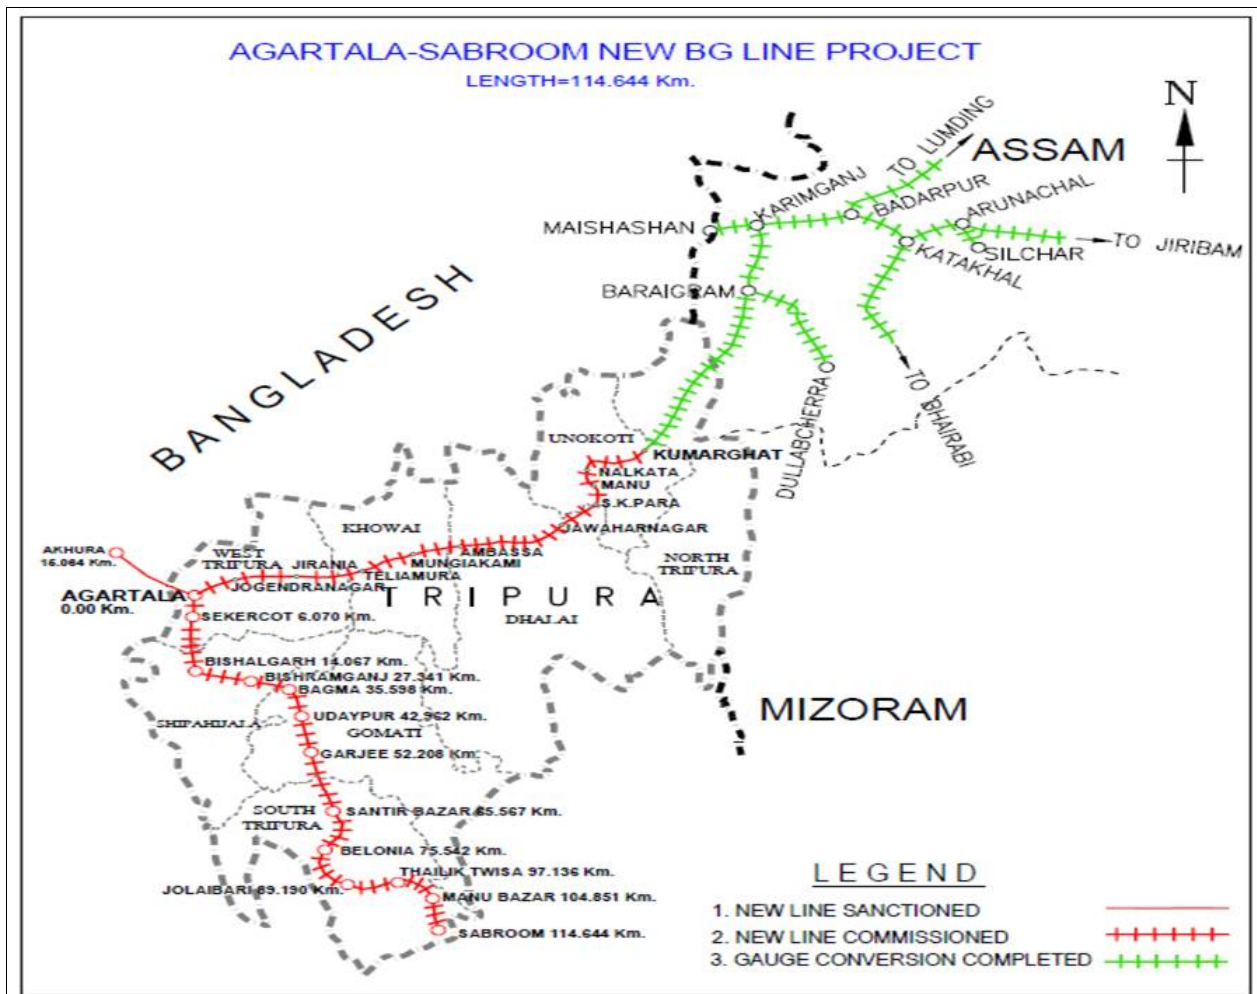 AGARTALA-SABROOM NEW BG LINE PROJECT
LENGTH=114.644 Km.
N
TO LUMDING
ASSAM
KARIMGANJ
BADARPUR
ARUNACHAL
MAISHASHAN
TO JIRIBAM
SILCHAR
KATAKHAL
BARAIGRAM
BANGLADESH
DULLABCHERRA
TO BHAIRABI
UNOKOTI
KUMARGHAT
NALKATA
MANU
S.K.PARA
KHOWAI
JAWAHARNAGAR
AKHURA
15.064 Km.
WEST
TRIPURA
JIRANIA
AMBASSA
MUNGIAKAMI
NORTH
TRIPURA
TELIAMURA
JOGENDRANAGAR
AGARTALA
0.00 Km.
TRIPURA
DHALAI
SEKERCOT 6.070 Km.
BISHALGARH 14.067 Km.
BISHRAMGANJ 27.341 Km.
BAGMA 35.598 Km.
MIZORAM
SHIPAHIJALA
UDAYPUR 42.962 Km.
GOMATI
GARJEE 52.208 Km.
SOUTH
TRIPURA
SANTIR BAZAR 65.567 Km.
BELONIA 75.542 Km.
THAILIK TWISA 97.136 Km.
JOLAIBARI 89.190 Km.
MANU BAZAR 104.851 Km.
SABROOM 114.644 Km.
LEGEND
1. NEW LINE SANCTIONED
2. NEW LINE COMMISSIONED
3. GAUGE CONVERSION COMPLETED